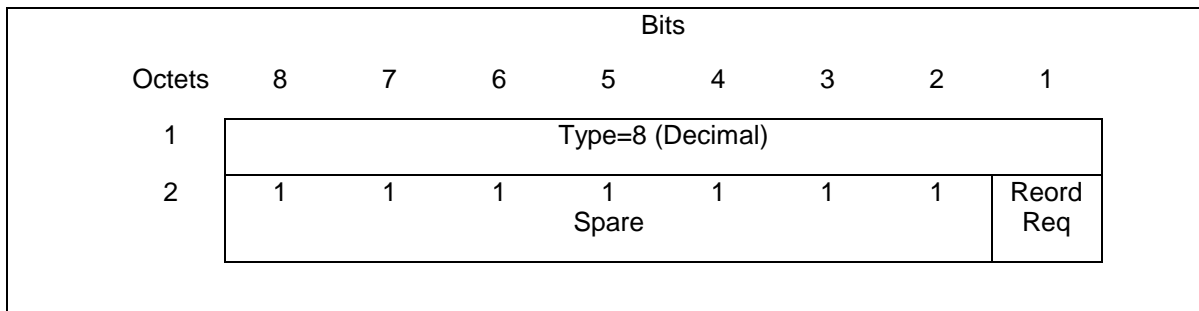 Bits
Octets 8 7 6 5 4 3 2 1
1 Type=8 (Decimal)
2 1 1 1 1 1 1 1 Reord
Spare Req